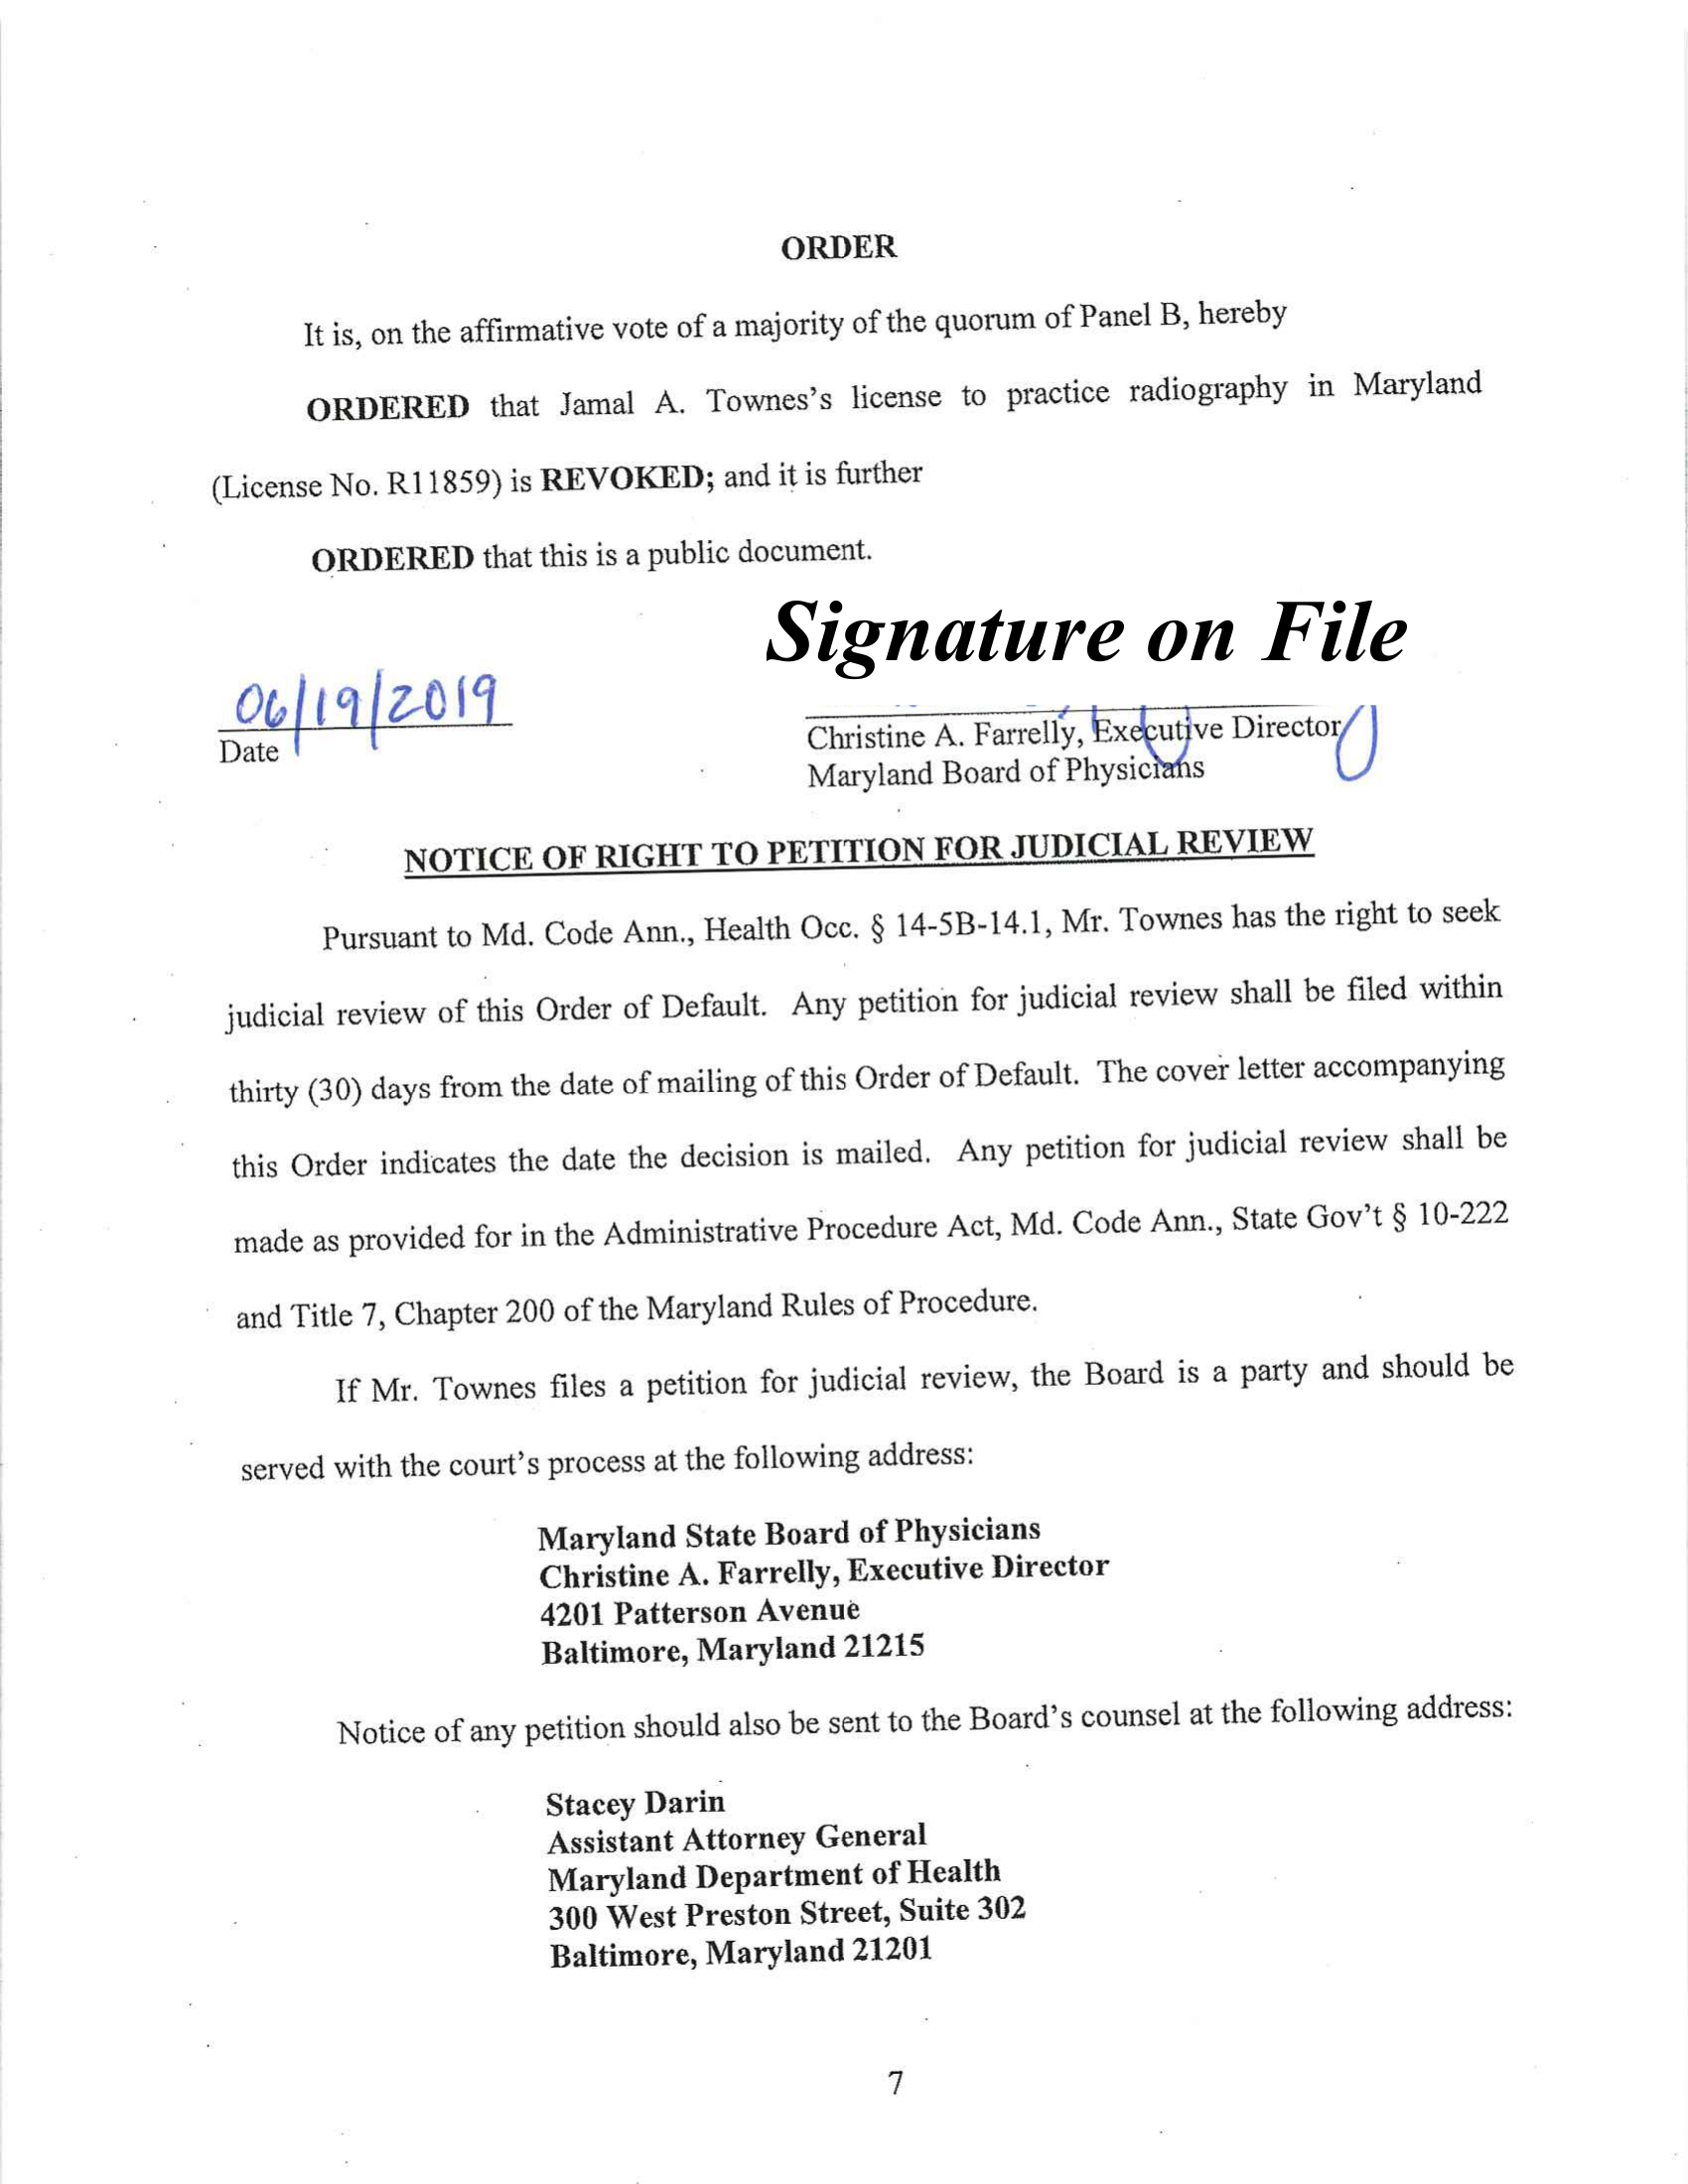 ORDER
It is, on the affirmative vote of a majority of the quorum of Panel B, hereby
ORDERED that Jamal A. Townes’s license to practice radiography in Maryland
(License No. R11859) is REVOKED; and it is further
ORDERED that this is a public document.
Signature on File
06/19/2019
Date
Christine A. Farrelly, Executive Director
Maryland Board of Physicians
NOTICE OF RIGHT TO PETITION FOR JUDICIAL REVIEW
Pursuant to Md. Code Ann., Health Occ. § 14-5B-14.1, Mr. Townes has the right to seek
judicial review of this Order of Default. Any petition for judicial review shall be filed within
thirty (30) days from the date of mailing of this Order of Default. The cover letter accompanying
this Order indicates the date the decision is mailed. Any petition for judicial review shall be
made as provided for in the Administrative Procedure Act, Md. Code Ann., State Gov’t § 10-222
and Title 7, Chapter 200 of the Maryland Rules of Procedure.
If Mr. Townes files a petition for judicial review, the Board is a party and should be
served with the court’s process at the following address:
Maryland State Board of Physicians
Christine A. Farrelly, Executive Director
4201 Patterson Avenue
Baltimore, Maryland 21215
Notice of any petition should also be sent to the Board’s counsel at the following address:
Stacey Darin
Assistant Attorney General
Maryland Department of Health
300 West Preston Street, Suite 302
Baltimore, Maryland 21201
7